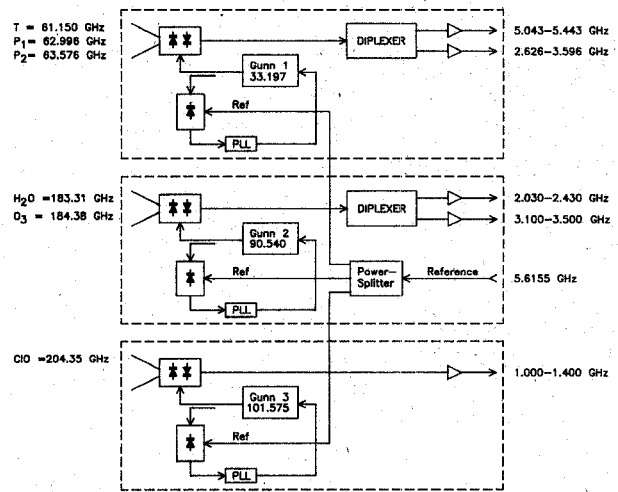 T = 61.150 GHz
P1= 62.996 GHz
P2= 63.576 GHz
DIPLEXER
5.043-5.443 GHz
2.626-3.596 GHz
Gunn 1
33.197
Ref
PLL
H2O =183.31 GHz
O3 = 184.38 GHz
DIPLEXER
2.030-2.430 GHz
3.100-3.500 GHz
Gunn 2
90.540
Ref
Power-
Splitter
Reference
5.6155 GHz
PLL
ClO =204.35 GHz
1.000-1.400 GHz
Gunn 3
101.575
Ref
PLL